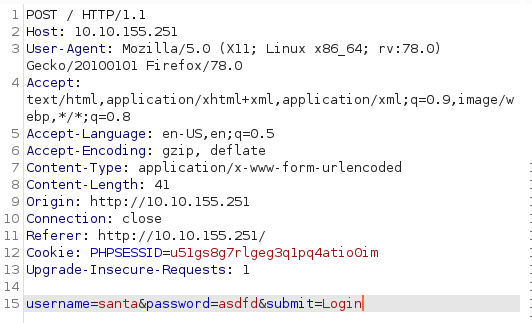 1 POST / HTTP/1.1
2 Host: 10.10.155.251
3 User-Agent: Mozilla/5.0 (X11; Linux x86_64; rv:78.0)
Gecko/20100101 Firefox/78.0
4 Accept:
text/html,application/xhtml+xml,application/xml;q=0.9,image/w
ebp,*/*;q=0.8
5 Accept-Language: en-US,en;q=0.5
6 Accept-Encoding: gzip, deflate
7 Content-Type: application/x-www-form-urlencoded
8 Content-Length: 41
9 Origin: http://10.10.155.251
10 Connection: close
11 Referer: http://10.10.155.251/
12 Cookie: PHPSESSID=u51gs8g7rlgeg3q1pq4atio0im
13 Upgrade-Insecure-Requests: 1
14
15 username=santa&password=asdfd&submit=Login